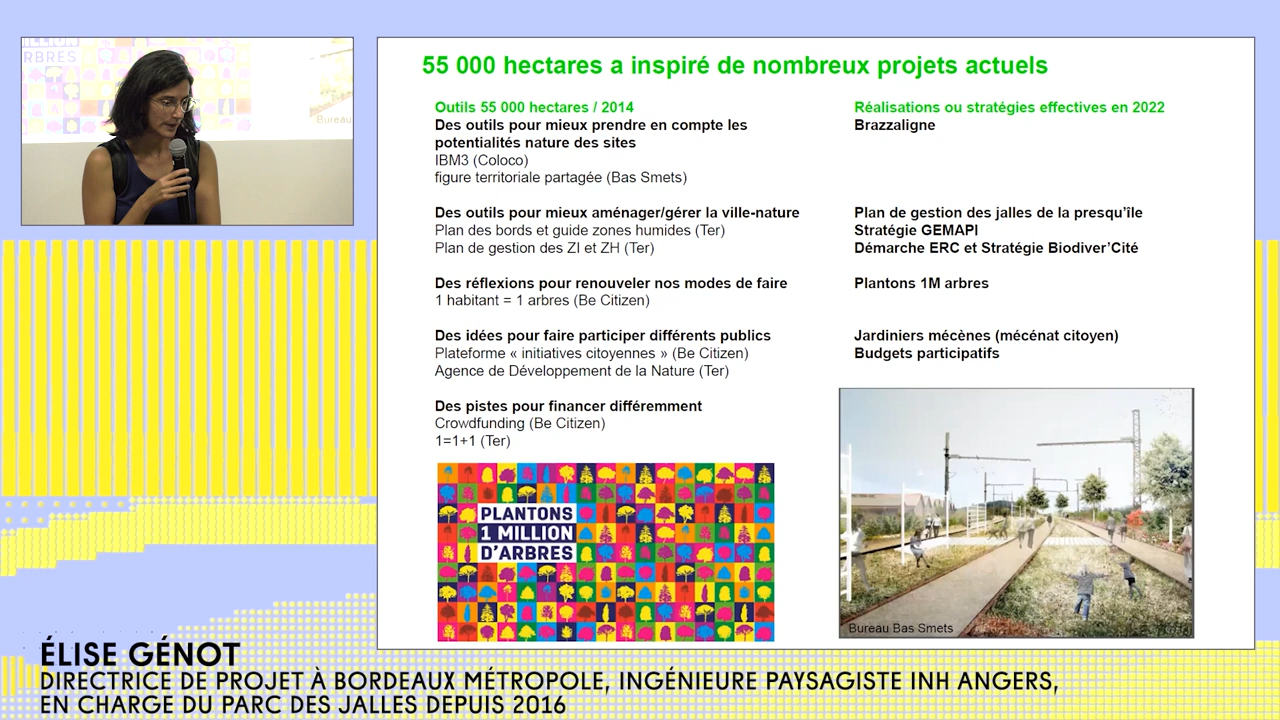 MILLION
ARBRES
Bureau
55 000 hectares a inspiré de nombreux projets actuels
Outils 55 000 hectares / 2014
Des outils pour mieux prendre en compte les
potentialités nature des sites
IBM3 (Coloco)
figure territoriale partagée (Bas Smets)
Des outils pour mieux aménager/gérer la ville-nature
Plan des bords et guide zones humides (Ter)
Plan de gestion des ZI et ZH (Ter)
Des réflexions pour renouveler nos modes de faire
1 habitant = 1 arbres (Be Citizen)
Des idées pour faire participer différents publics
Plateforme « initiatives citoyennes » (Be Citizen)
Agence de Développement de la Nature (Ter)
Des pistes pour financer différemment
Crowdfunding (Be Citizen)
1=1+1 (Ter)
Réalisations ou stratégies effectives en 2022
Brazzaligne
Plan de gestion des jalles de la presqu’île
Stratégie GEMAPI
Démarche ERC et Stratégie Biodiver’Cité
Plantons 1M arbres
Jardiniers mécènes (mécénat citoyen)
Budgets participatifs
PLANTONS
1 MILLION
D’ARBRES
Bureau Bas Smets
ÉLISE GÉNOT
DIRECTRICE DE PROJET À BORDEAUX MÉTROPOLE, INGÉNIEURE PAYSAGISTE INH ANGERS,
EN CHARGE DU PARC DES JALLES DEPUIS 2016